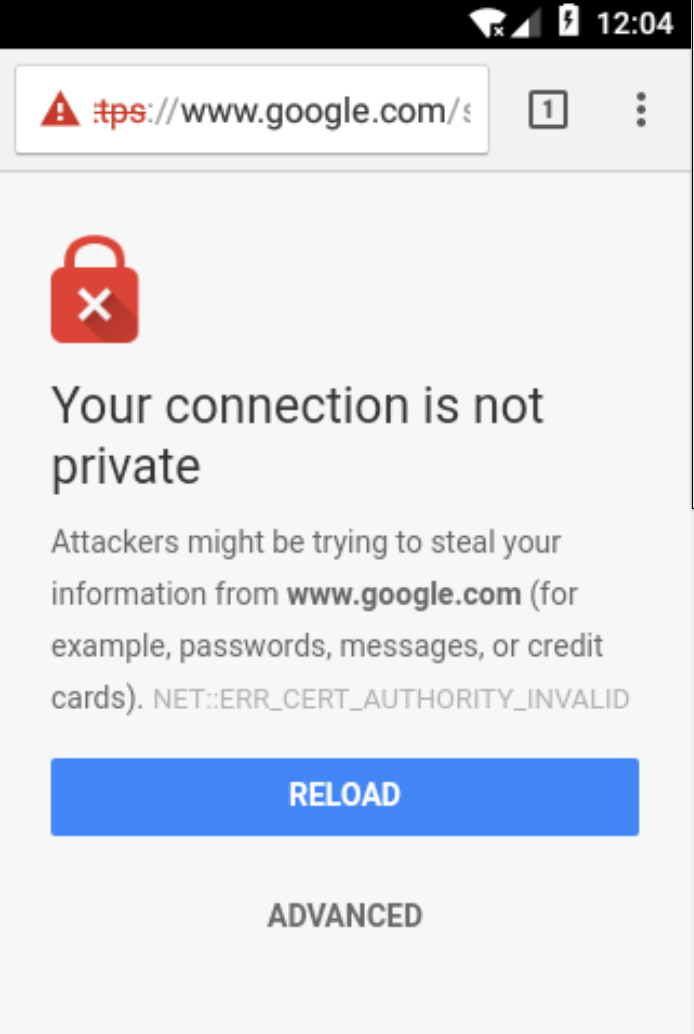 12:04
tps://www.google.com/s
1
Your connection is not
private
Attackers might be trying to steal your
information from www.google.com (for
example, passwords, messages, or credit
cards). NET::ERR_CERT_AUTHORITY_INVALID
RELOAD
ADVANCED